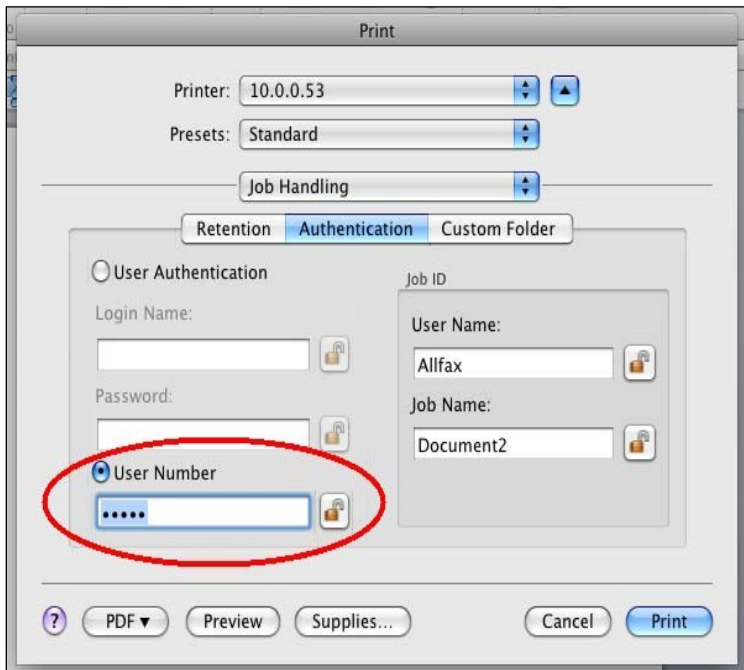 Print
Printer: 10.0.0.53
Presets: Standard
Job Handling
Retention Authentication Custom Folder
User Authentication
Login Name:
Password:
User Number
•••••
Job ID
User Name:
Allfax
Job Name:
Document2
? PDF▼ Preview Supplies... Cancel Print